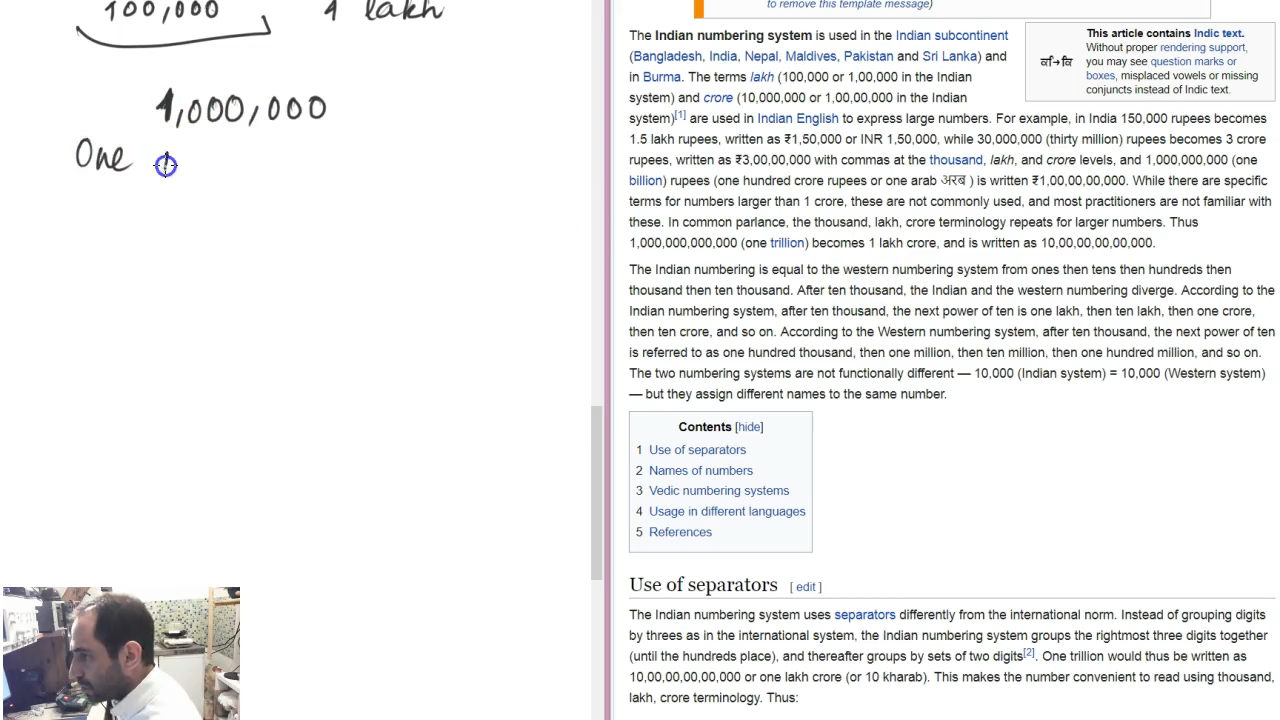 100,000 1 lakh
1,000,000
One
to remove this template message)
The Indian numbering system is used in the Indian subcontinent
(Bangladesh, India, Nepal, Maldives, Pakistan and Sri Lanka) and
in Burma. The terms lakh (100,000 or 1,00,000 in the Indian
system) and crore (10,000,000 or 1,00,00,000 in the Indian
system)[1] are used in Indian English to express large numbers. For example, in India 150,000 rupees becomes
1.5 lakh rupees, written as ₹1,50,000 or INR 1,50,000, while 30,000,000 (thirty million) rupees becomes 3 crore
rupees, written as ₹3,00,00,000 with commas at the thousand, lakh, and crore levels, and 1,000,000,000 (one
billion) rupees (one hundred crore rupees or one arab अरब ) is written ₹1,00,00,00,000. While there are specific
terms for numbers larger than 1 crore, these are not commonly used, and most practitioners are not familiar with
these. In common parlance, the thousand, lakh, crore terminology repeats for larger numbers. Thus
1,000,000,000,000 (one trillion) becomes 1 lakh crore, and is written as 10,00,00,00,00,000.
This article contains Indic text.
Without proper rendering support,
you may see question marks or
boxes, misplaced vowels or missing
conjuncts instead of Indic text.
The Indian numbering is equal to the western numbering system from ones then tens then hundreds then
thousand then ten thousand. After ten thousand, the Indian and the western numbering diverge. According to the
Indian numbering system, after ten thousand, the next power of ten is one lakh, then ten lakh, then one crore,
then ten crore, and so on. According to the Western numbering system, after ten thousand, the next power of ten
is referred to as one hundred thousand, then one million, then ten million, then one hundred million, and so on.
The two numbering systems are not functionally different — 10,000 (Indian system) = 10,000 (Western system)
— but they assign different names to the same number.
Contents [hide]
1 Use of separators
2 Names of numbers
3 Vedic numbering systems
4 Usage in different languages
5 References
Use of separators [ edit ]
The Indian numbering system uses separators differently from the international norm. Instead of grouping digits
by threes as in the international system, the Indian numbering system groups the rightmost three digits together
(until the hundreds place), and thereafter groups by sets of two digits[2]. One trillion would thus be written as
10,00,00,00,00,000 or one lakh crore (or 10 kharab). This makes the number convenient to read using thousand,
lakh, crore terminology. Thus: